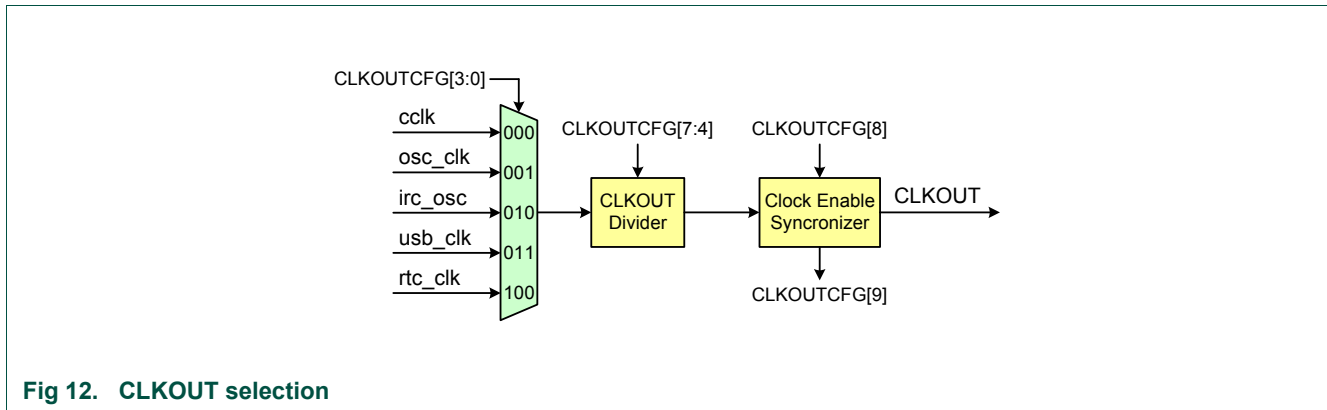 CLKOUTCFG[3:0]
cclk
000
CLKOUTCFG[7:4]
CLKOUTCFG[8]
osc_clk
001
irc_osc
010
CLKOUT
Divider
Clock Enable
Syncronizer
CLKOUT
usb_clk
011
rtc_clk
100
CLKOUTCFG[9]
Fig 12. CLKOUT selection